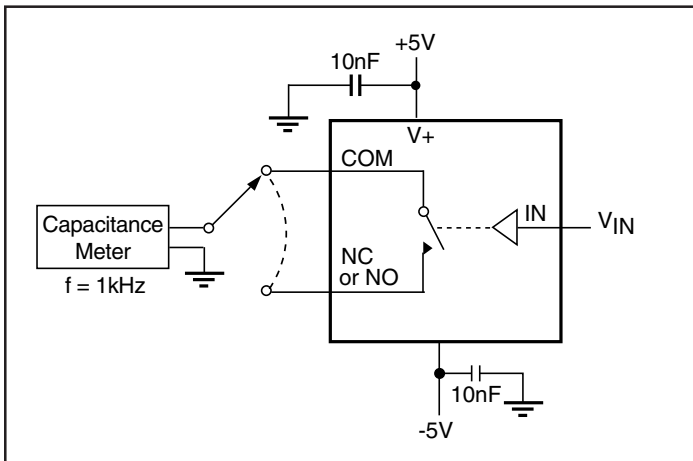 +5V
10nF
V+
COM
IN
VIN
Capacitance
Meter
f = 1kHz
NC
or NO
10nF
-5V